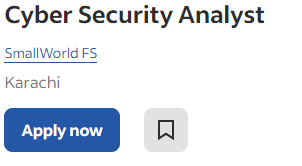 Cyber Security Analyst
SmallWorld FS
Karachi
Apply now